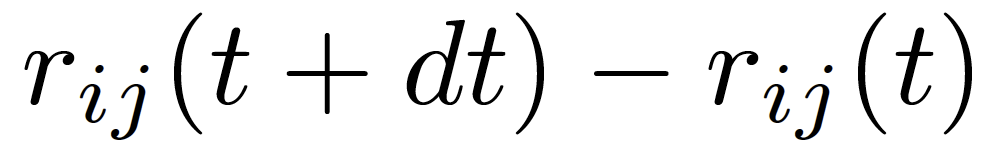 r_{ij}(t + dt) − r_{ij}(t)